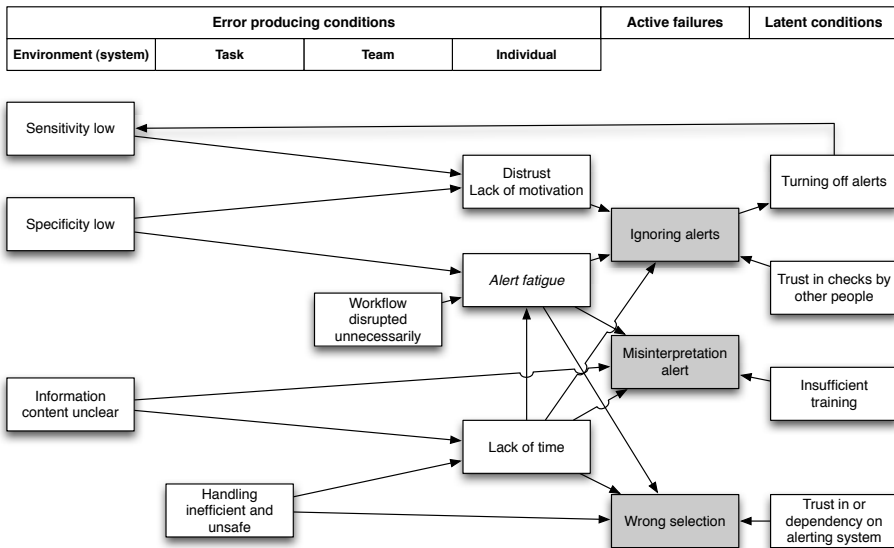 Error producing conditions
Active failures
Latent conditions
Environment (system)
Task
Team
Individual
Sensitivity low
Distrust
Lack of motivation
Turning off alerts
Specificity low
Ignoring alerts
Alert fatigue
Trust in checks by
other people
Workflow
disrupted
unnecessarily
Misinterpretation
alert
Information
content unclear
Insufficient
training
Lack of time
Handling
inefficient and
unsafe
Wrong selection
Trust in or
dependency on
alerting system